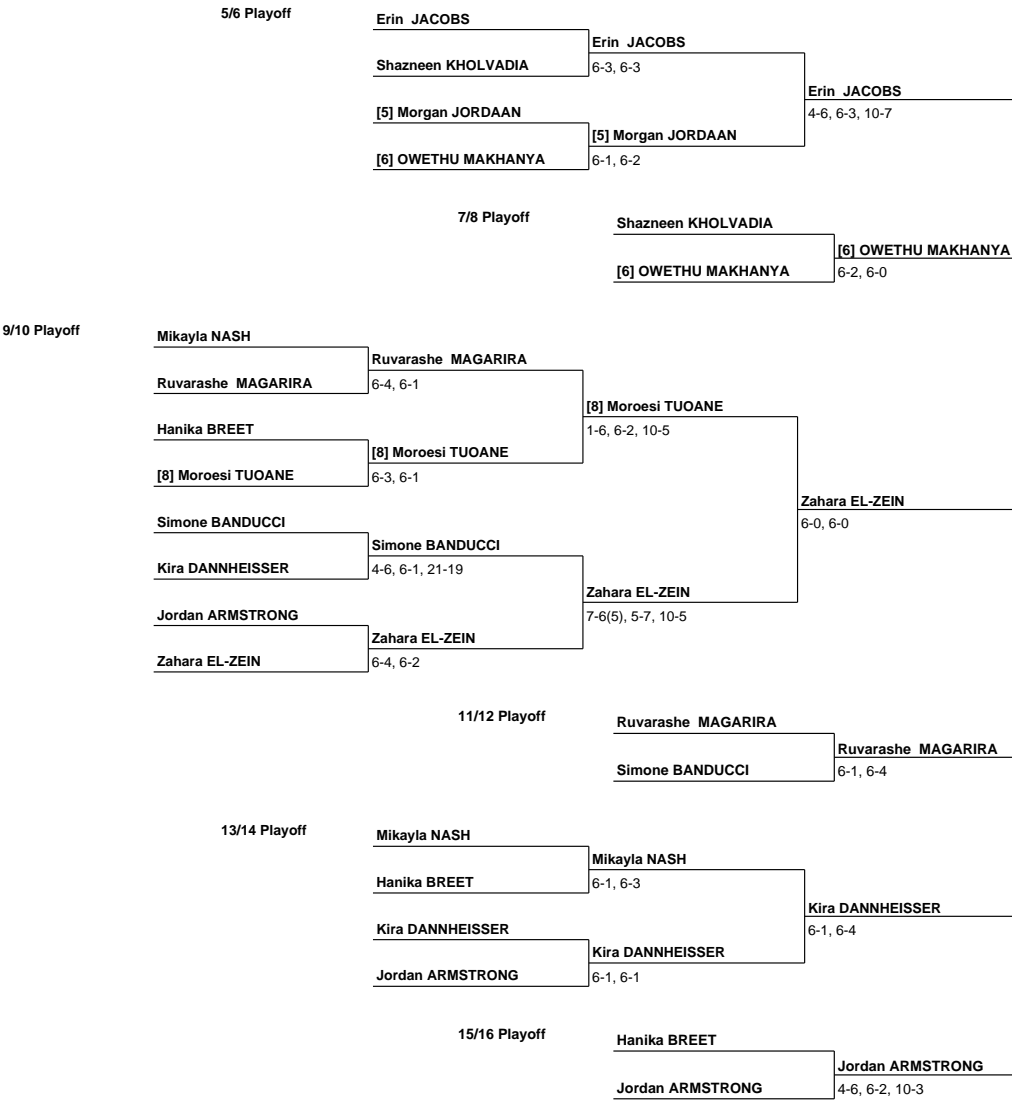 5/6 Playoff
Erin  JACOBS
Erin  JACOBS
Shazneen KHOLVADIA
6-3, 6-3
Erin  JACOBS
[5] Morgan JORDAAN
4-6, 6-3, 10-7
[5] Morgan JORDAAN
[6] OWETHU MAKHANYA
6-1, 6-2
7/8 Playoff
Shazneen KHOLVADIA
[6] OWETHU MAKHANYA
[6] OWETHU MAKHANYA
6-2, 6-0
9/10 Playoff
Mikayla NASH
Ruvarashe  MAGARIRA
Ruvarashe  MAGARIRA
6-4, 6-1
[8] Moroesi TUOANE
Hanika BREET
1-6, 6-2, 10-5
[8] Moroesi TUOANE
[8] Moroesi TUOANE
6-3, 6-1
Zahara EL-ZEIN
Simone BANDUCCI
6-0, 6-0
Simone BANDUCCI
Kira DANNHEISSER
4-6, 6-1, 21-19
Zahara EL-ZEIN
Jordan ARMSTRONG
7-6(5), 5-7, 10-5
Zahara EL-ZEIN
Zahara EL-ZEIN
6-4, 6-2
11/12 Playoff
Ruvarashe  MAGARIRA
Ruvarashe  MAGARIRA
Simone BANDUCCI
6-1, 6-4
13/14 Playoff
Mikayla NASH
Mikayla NASH
Hanika BREET
6-1, 6-3
Kira DANNHEISSER
Kira DANNHEISSER
6-1, 6-4
Kira DANNHEISSER
Jordan ARMSTRONG
6-1, 6-1
15/16 Playoff
Hanika BREET
Jordan ARMSTRONG
Jordan ARMSTRONG
4-6, 6-2, 10-3